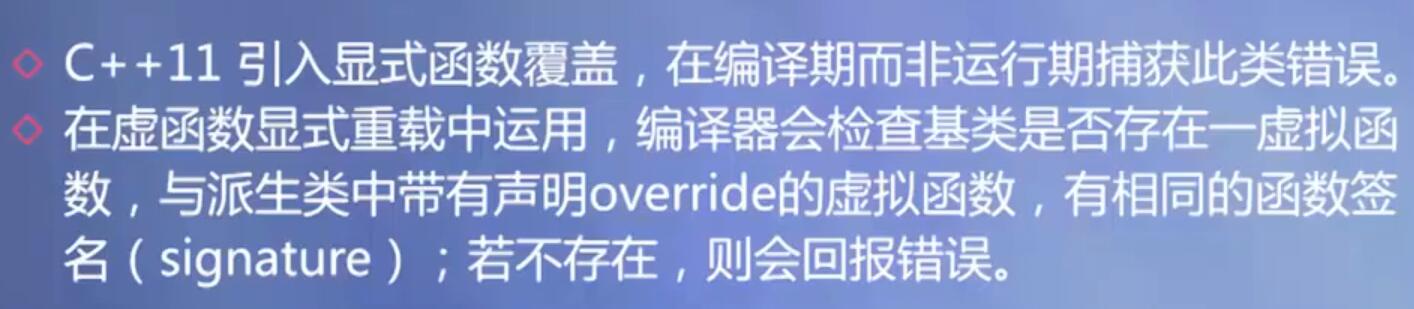 C++11 引入显式函数覆盖，在编译期而非运行期捕获此类错误。
在虚函数显式重载中运用，编译器会检查基类是否存在一虚拟函
数，与派生类中带有声明override的虚拟函数，有相同的函数签
名（signature）；若不存在，则会回报错误。